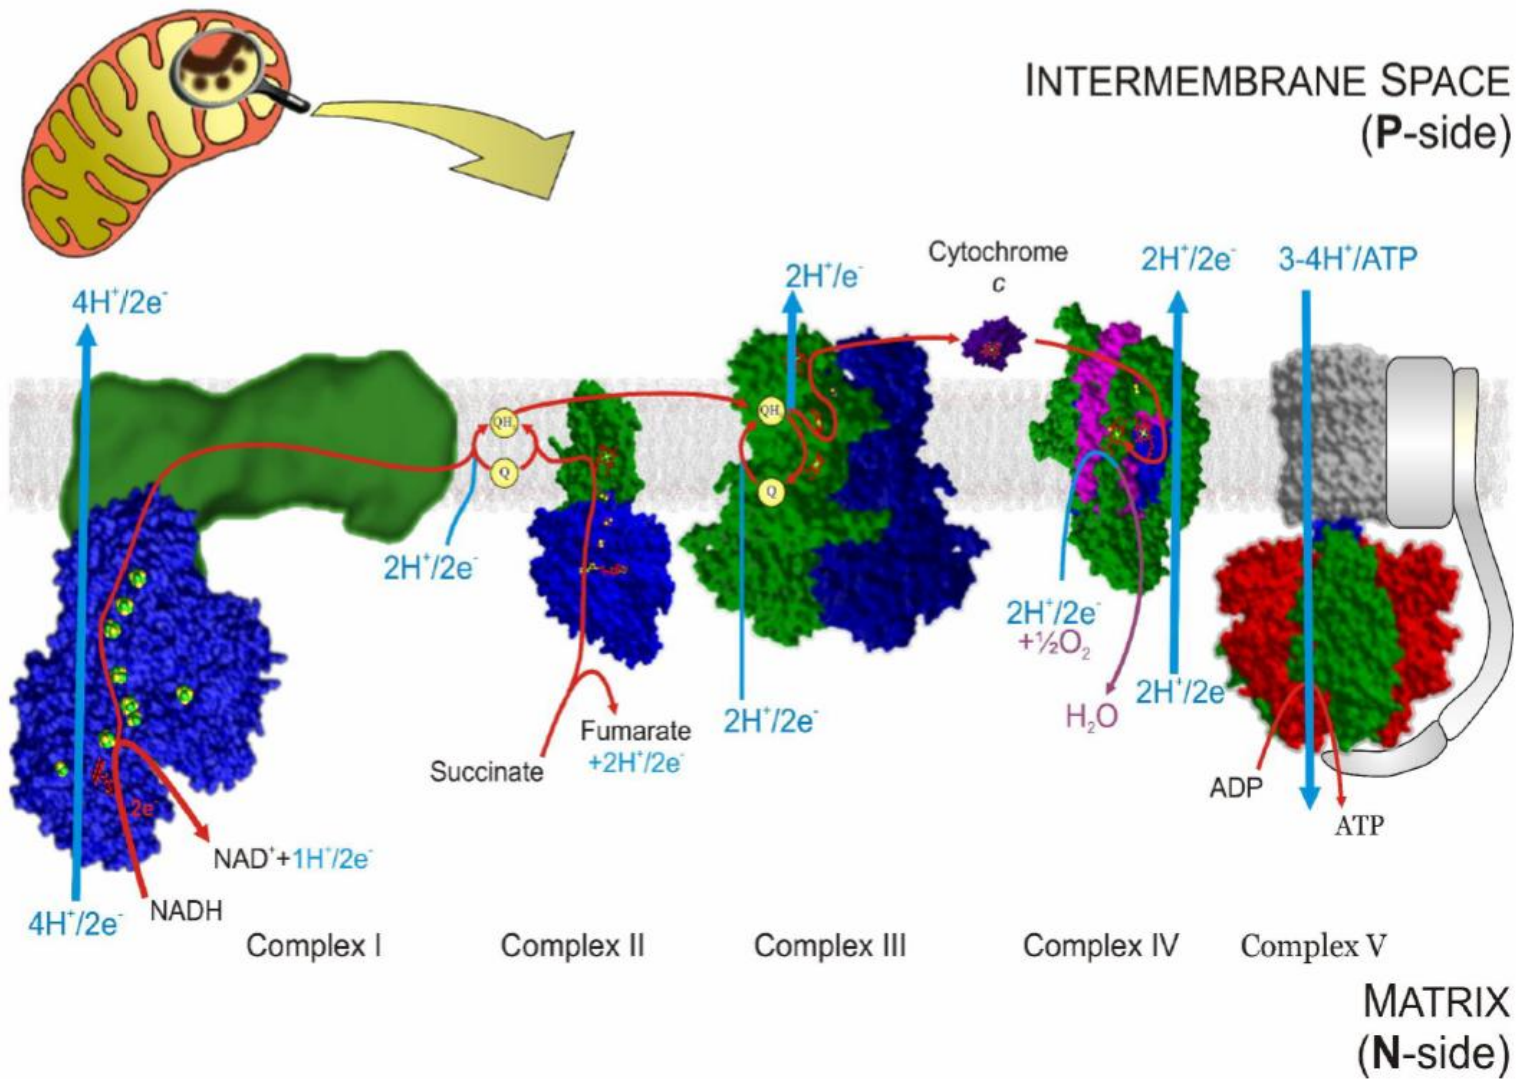 INTERMEMBRANE SPACE
(P-side)
4H⁺/2e⁻
2H⁺/e⁻
Cytochrome
c
2H⁺/2e⁻
3-4H⁺/ATP
QH
Q
QH
Q
2H⁺/2e⁻
2H⁺/2e⁻
+½O₂
H₂O
2H⁺/2e
2H⁺/2e⁻
Fumarate
+2H⁺/2e⁻
Succinate
ADP
ATP
2e
NAD⁺+1H⁺/2e⁻
NADH
4H⁺/2e⁻
Complex I
Complex II
Complex III
Complex IV
Complex V
MATRIX
(N-side)